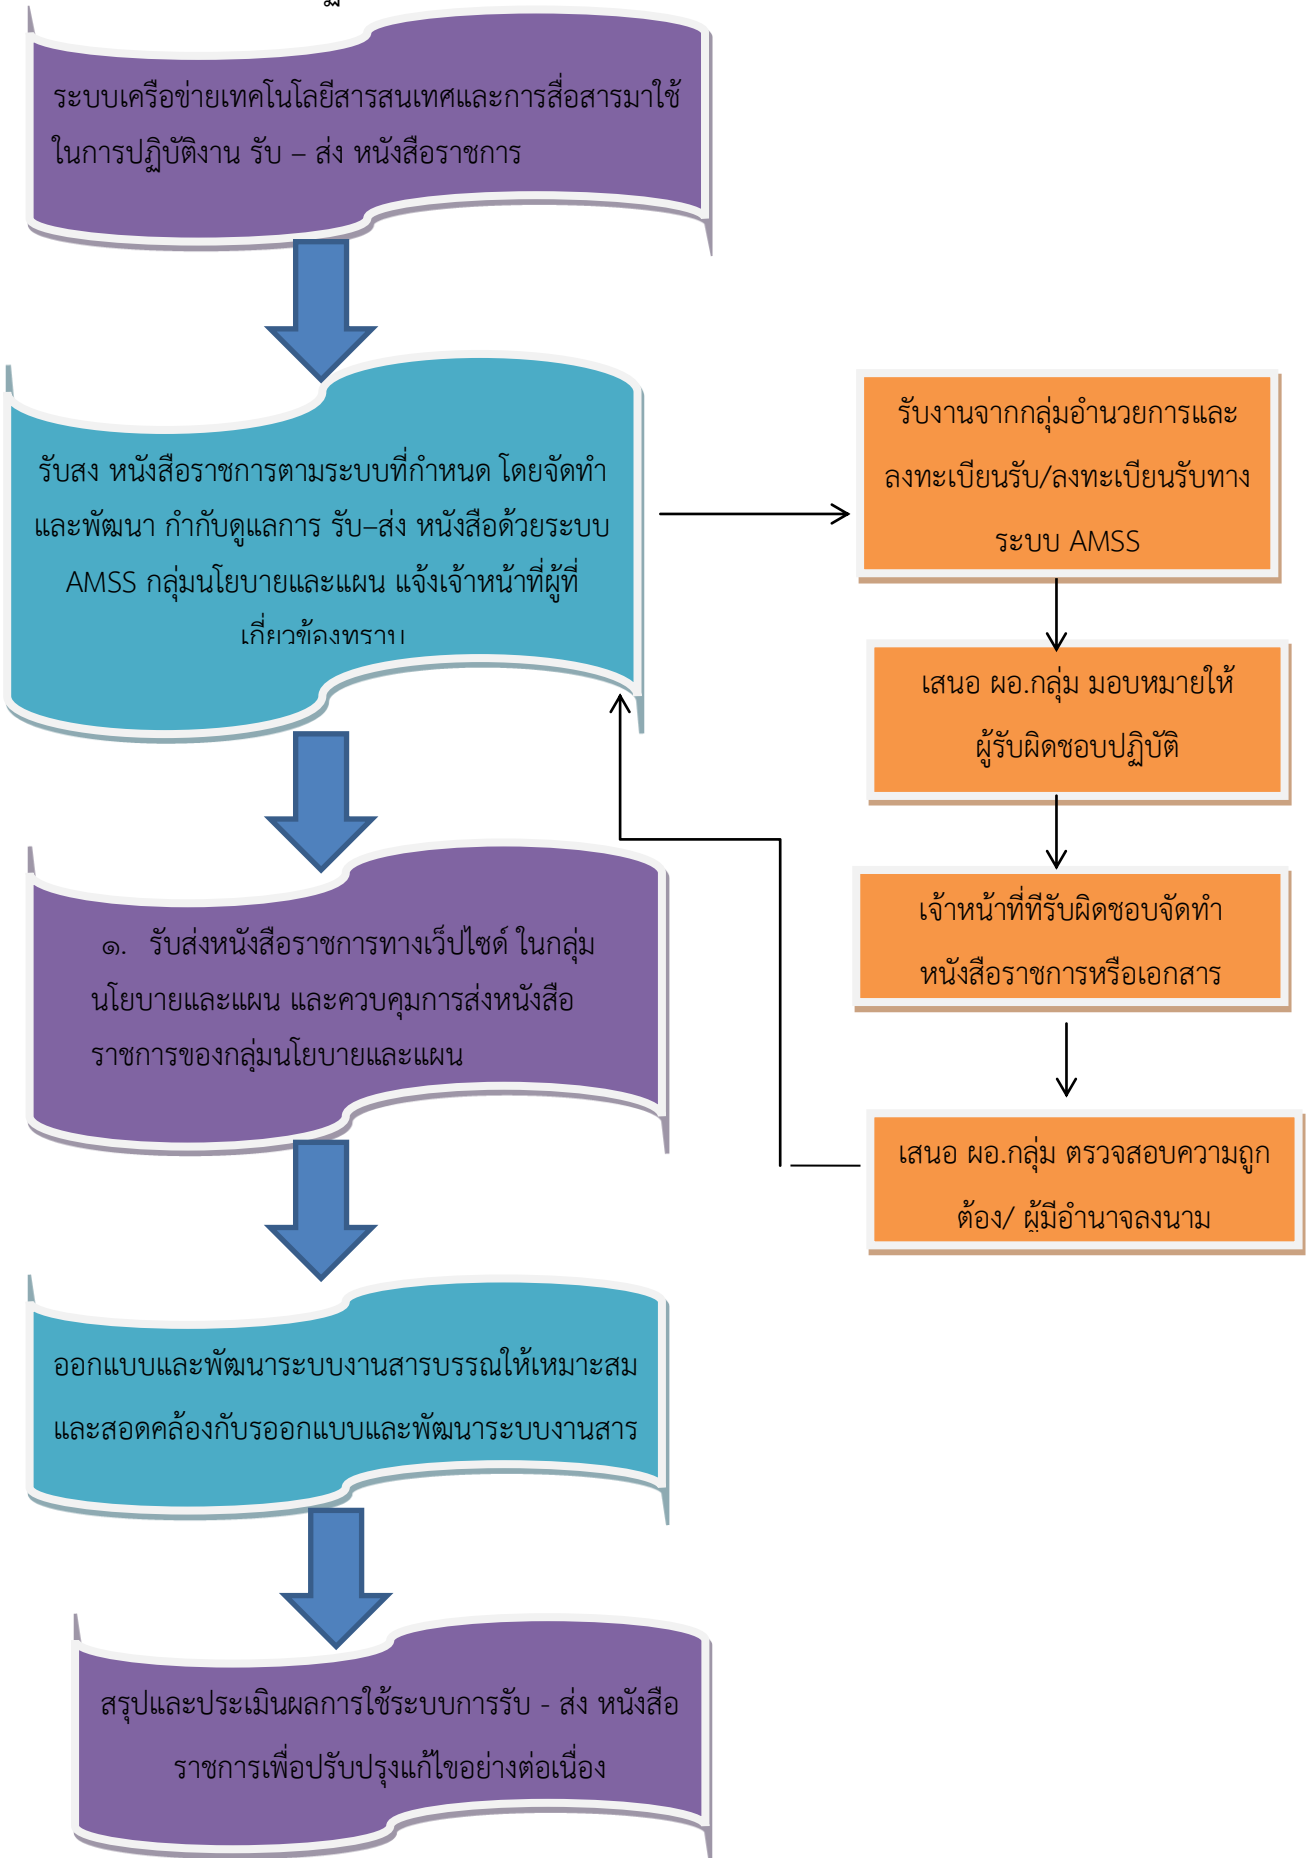 ระบบเครือข่ายเทคโนโลยีสารสนเทศและการสื่อสารมาใช้
ในการปฏิบัติงาน รับ – ส่ง หนังสือราชการ
รับสง หนังสือราชการตามระบบที่กำหนด โดยจัดทำ
และพัฒนา กำกับดูแลการ รับ–ส่ง หนังสือด้วยระบบ
AMSS กลุ่มนโยบายและแผน แจ้งเจ้าหน้าที่ผู้ที่
เกี่ยวข้องทราบ
รับงานจากกลุ่มอำนวยการและ
ลงทะเบียนรับ/ลงทะเบียนรับทาง
ระบบ AMSS
เสนอ ผอ.กลุ่ม มอบหมายให้
ผู้รับผิดชอบปฏิบัติ
เจ้าหน้าที่ทีรับผิดชอบจัดทำ
หนังสือราชการหรือเอกสาร
เสนอ ผอ.กลุ่ม ตรวจสอบความถูก
ต้อง/ ผู้มีอำนาจลงนาม
๑. รับส่งหนังสือราชการทางเว็ปไซด์ ในกลุ่ม
นโยบายและแผน และควบคุมการส่งหนังสือ
ราชการของกลุ่มนโยบายและแผน
ออกแบบและพัฒนาระบบงานสารบรรณให้เหมาะสม
และสอดคล้องกับรออกแบบและพัฒนาระบบงานสาร
สรุปและประเมินผลการใช้ระบบการรับ - ส่ง หนังสือ
ราชการเพื่อปรับปรุงแก้ไขอย่างต่อเนื่อง